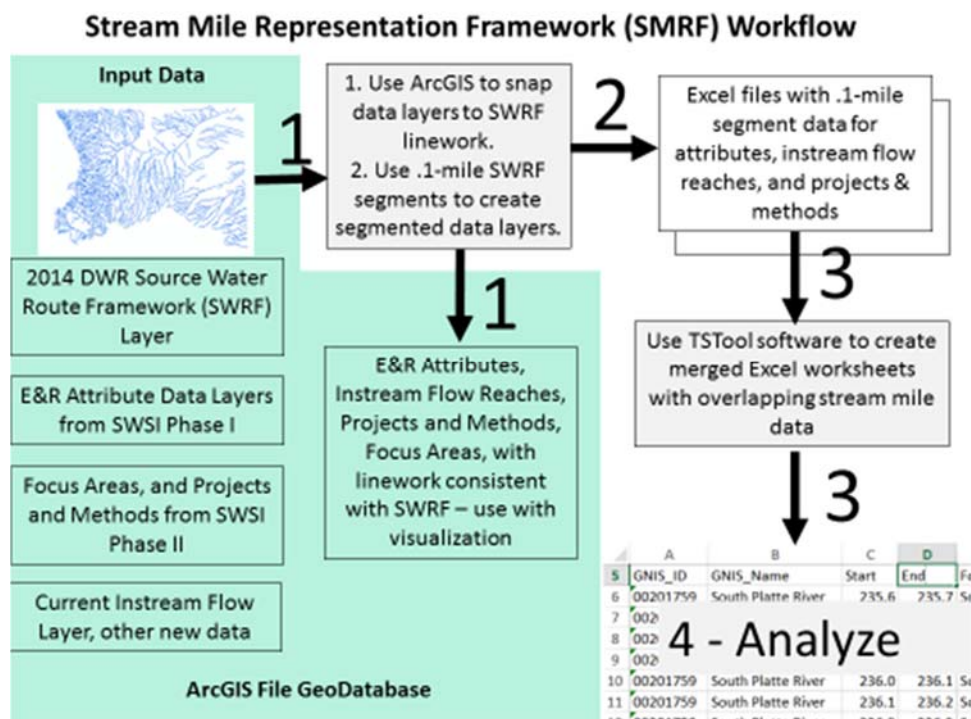 Stream Mile Representation Framework (SMRF) Workflow
Input Data
2014 DWR Source Water
Route Framework (SWRF)
Layer
E&R Attribute Data Layers
from SWSI Phase I
Focus Areas, and Projects
and Methods from SWSI
Phase II
Current Instream Flow
Layer, other new data
ArcGIS File GeoDatabase
1
1. Use ArcGIS to snap
data layers to SWRF
linework.
2. Use .1-mile SWRF
segments to create
segmented data layers.
1
E&R Attributes,
Instream Flow Reaches,
Projects and Methods,
Focus Areas, with
linework consistent
with SWRF – use with
visualization
2
Excel files with .1-mile
segment data for
attributes, instream flow
reaches, and projects &
methods
3
Use TSTool software to create
merged Excel worksheets
with overlapping stream mile
data
3
A B C D
5 GNIS_ID GNIS_Name Start End
6 00201759 South Platte River 235.6 235.7
7 002
8 002
9 002
4 - Analyze
10 00201759 South Platte River 236.0 236.1
11 00201759 South Platte River 236.1 236.2